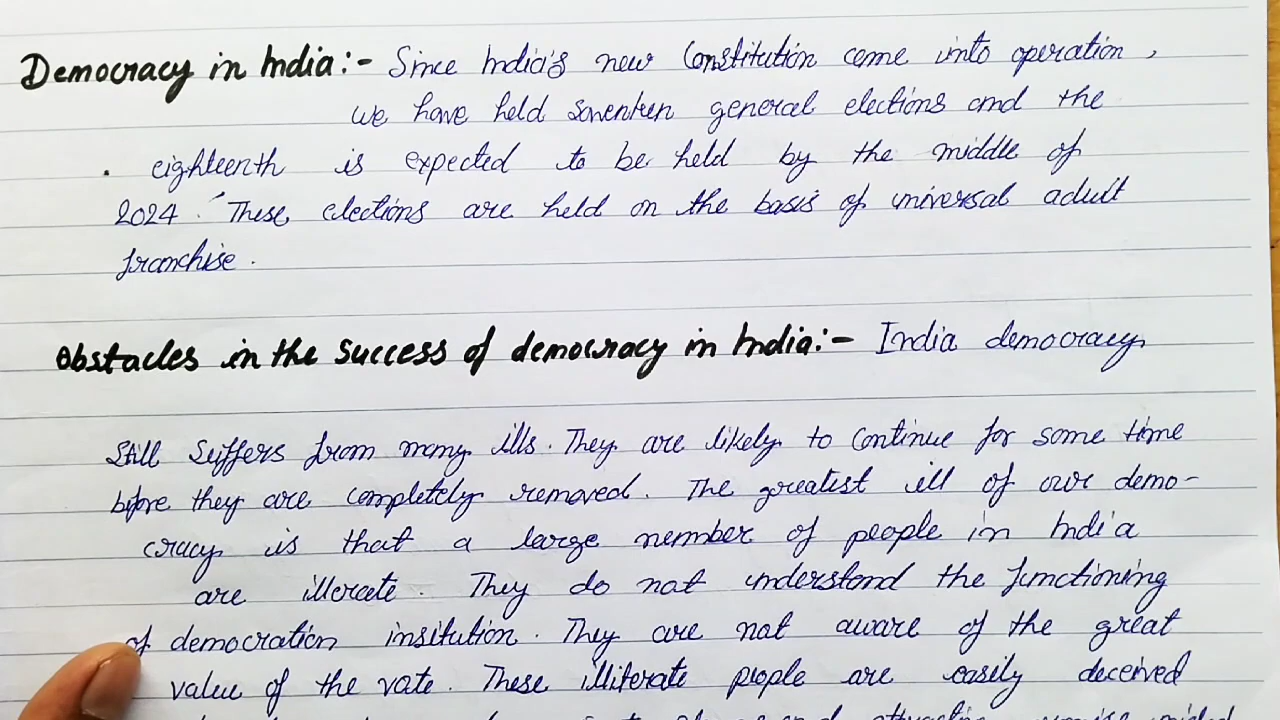 Democracy in India:- Since India's new Constitution come into operation,
we have held seventeen general elections and the
eighteenth is expected to be held by the middle of
2024. These elections are held on the basis of universal adult
franchise.
Obstacles in the success of democracy in India:- India democracy
Still Suffers from many ills. They are likely to continue for some time
before they are completely removed. The greatest ill of our demo-
cracy is that a large number of people in India
are illerate. They do not understand the functioning
of democration insitution. They are not aware of the great
value of the vate. These illiterate people are easily deceived